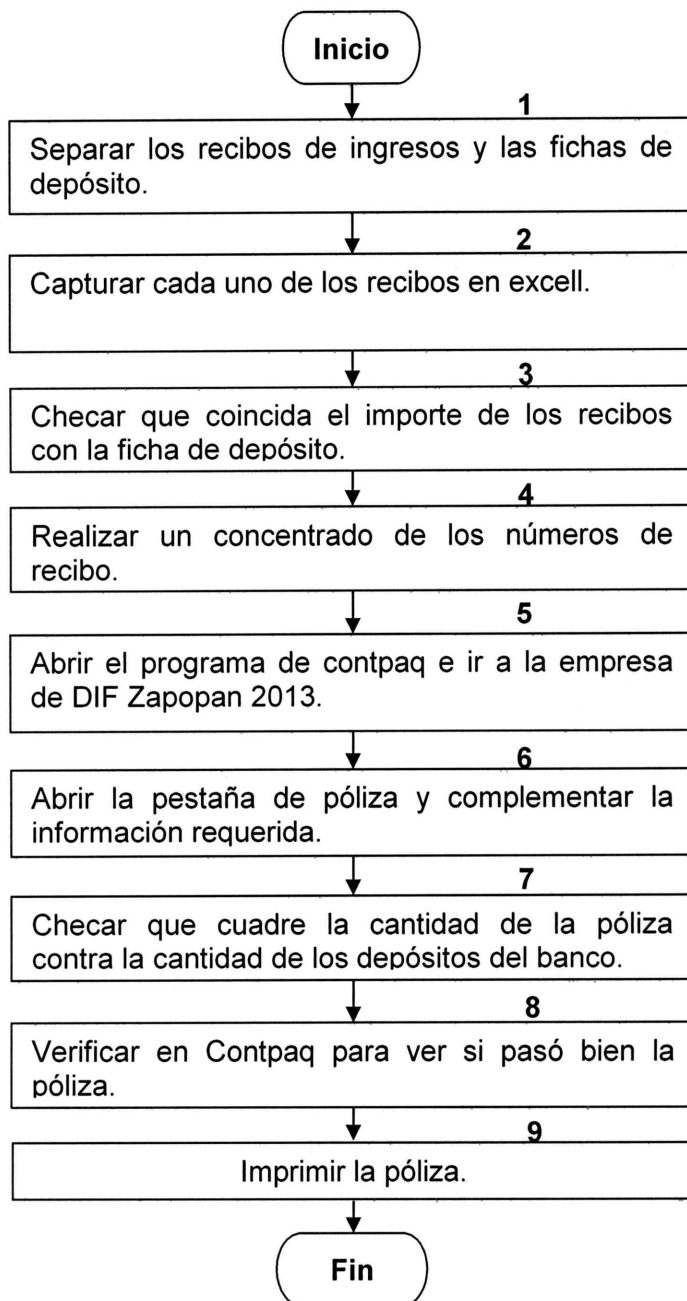 Inicio
1
Separar los recibos de ingresos y las fichas de
depósito.
2
Capturar cada uno de los recibos en excell.
3
Checar que coincida el importe de los recibos
con la ficha de depósito.
4
Realizar un concentrado de los números de
recibo.
5
Abrir el programa de contpaq e ir a la empresa
de DIF Zapopan 2013.
6
Abrir la pestaña de póliza y complementar la
información requerida.
7
Checar que cuadre la cantidad de la póliza
contra la cantidad de los depósitos del banco.
8
Verificar en Contpaq para ver si pasó bien la
póliza.
9
Imprimir la póliza.
Fin